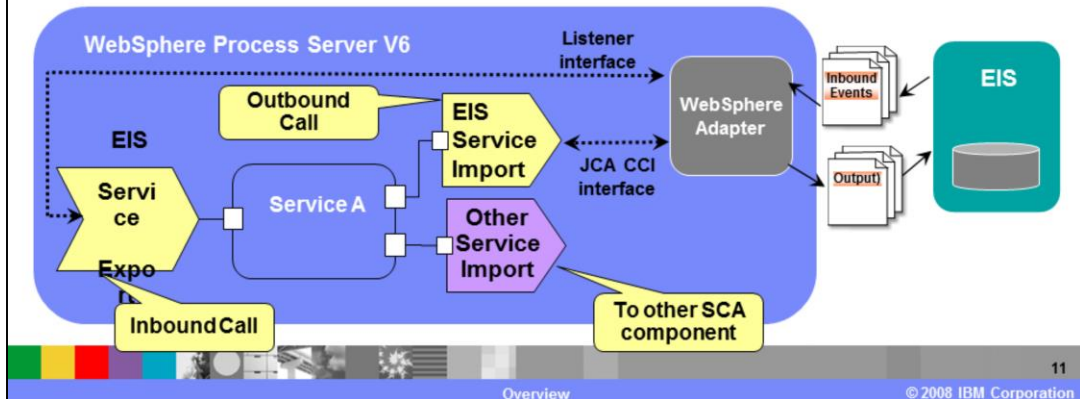 WebSphere Process Server V6
Listener
interface
EIS
Servi
ce
Expo
rt
Inbound Call
Outbound
Call
Service A
EIS
Service
Import
Other
Service
Import
To other SCA
component
JCA CCI
interface
WebSphere
Adapter
Inbound
Events
Output)
EIS
11
Overview
© 2008 IBM Corporation